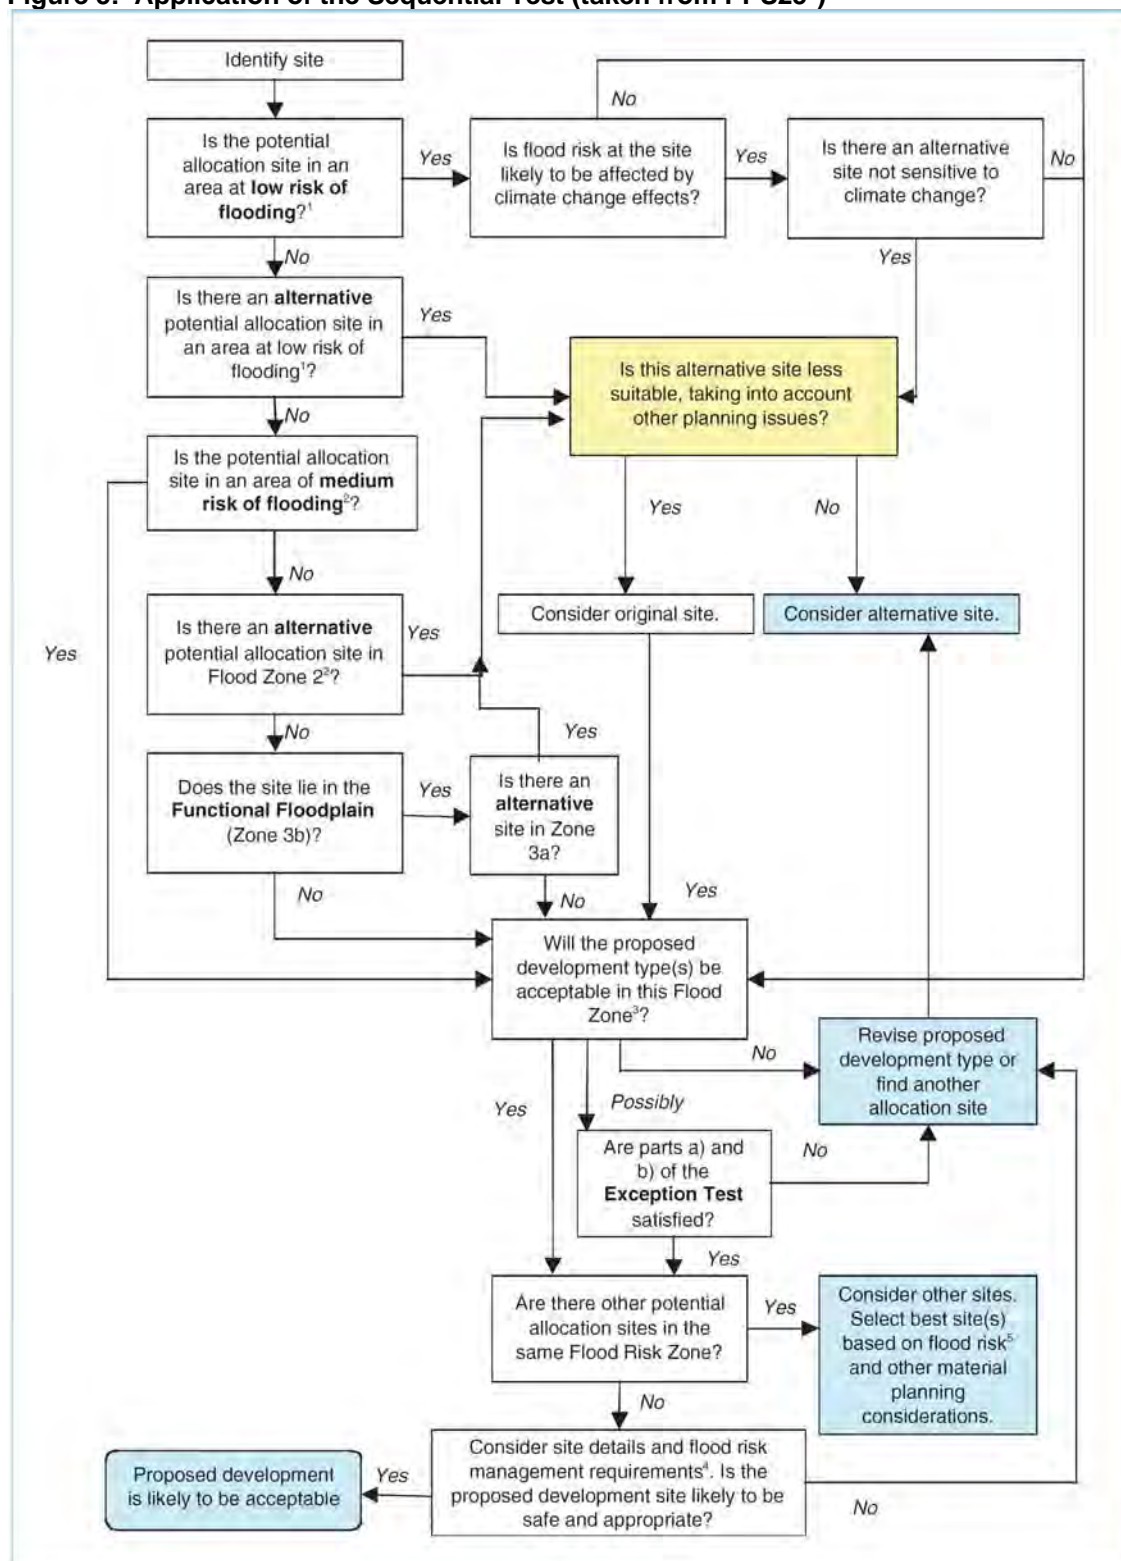 Identify site
No
Is the potential
allocation site in an
area at low risk of
flooding?¹
Yes
Is flood risk at the site
likely to be affected by
climate change effects?
Yes
Is there an alternative
site not sensitive to
climate change?
No
No
Yes
Is there an alternative
potential allocation site in
an area at low risk of
flooding¹?
Yes
Is this alternative site less
suitable, taking into account
other planning issues?
No
Is the potential allocation
site in an area of medium
risk of flooding²?
Yes
No
No
Consider original site.
Consider alternative site.
Yes
Is there an alternative
potential allocation site in
Flood Zone 2²?
Yes
No
Yes
Does the site lie in the
Functional Floodplain
(Zone 3b)?
Yes
Is there an
alternative
site in Zone
3a?
No
No
Yes
Will the proposed
development type(s) be
acceptable in this Flood
Zone³?
No
Revise proposed
development type or
find another
allocation site
Yes
Possibly
Are parts a) and
b) of the
Exception Test
satisfied?
No
Yes
Are there other potential
allocation sites in the
same Flood Risk Zone?
Yes
Consider other sites.
Select best site(s)
based on flood risk⁵
and other material
planning
considerations.
No
Consider site details and flood risk
management requirements⁴. Is the
proposed development site likely to be
safe and appropriate?
Yes
Proposed development
is likely to be acceptable
No